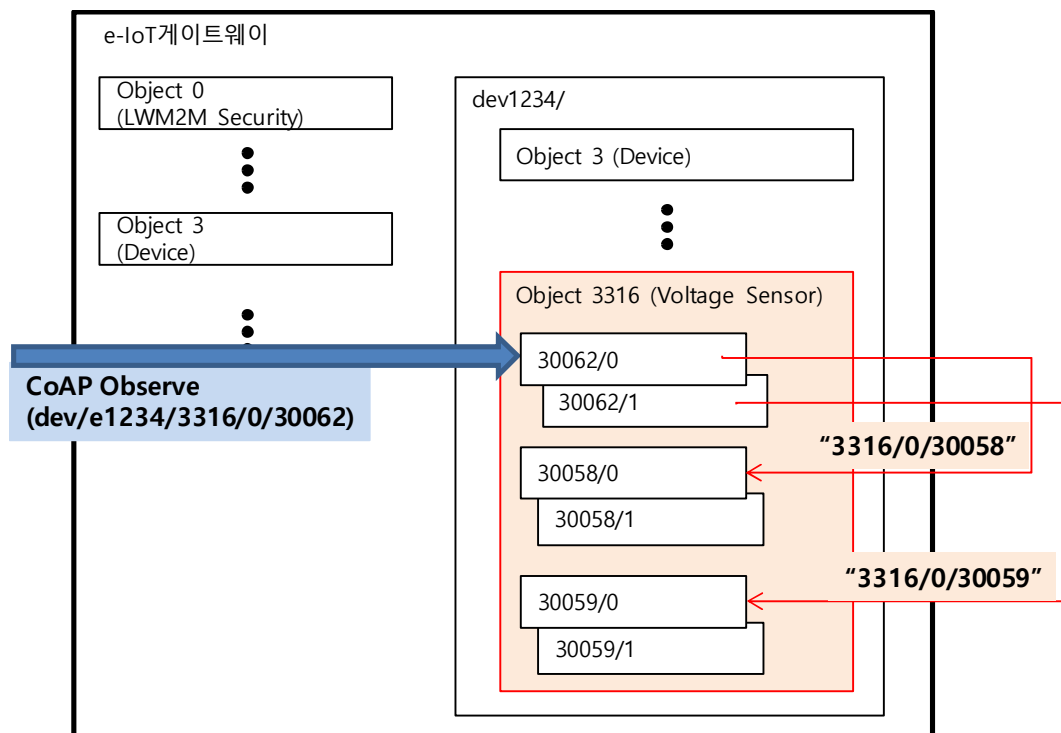 e-IoT게이트웨이
Object 0
(LWM2M Security)
Object 3
(Device)
CoAP Observe
(dev/e1234/3316/0/30062)
dev1234/
Object 3 (Device)
Object 3316 (Voltage Sensor)
30062/0
30062/1
“3316/0/30058”
30058/0
30058/1
“3316/0/30059”
30059/0
30059/1